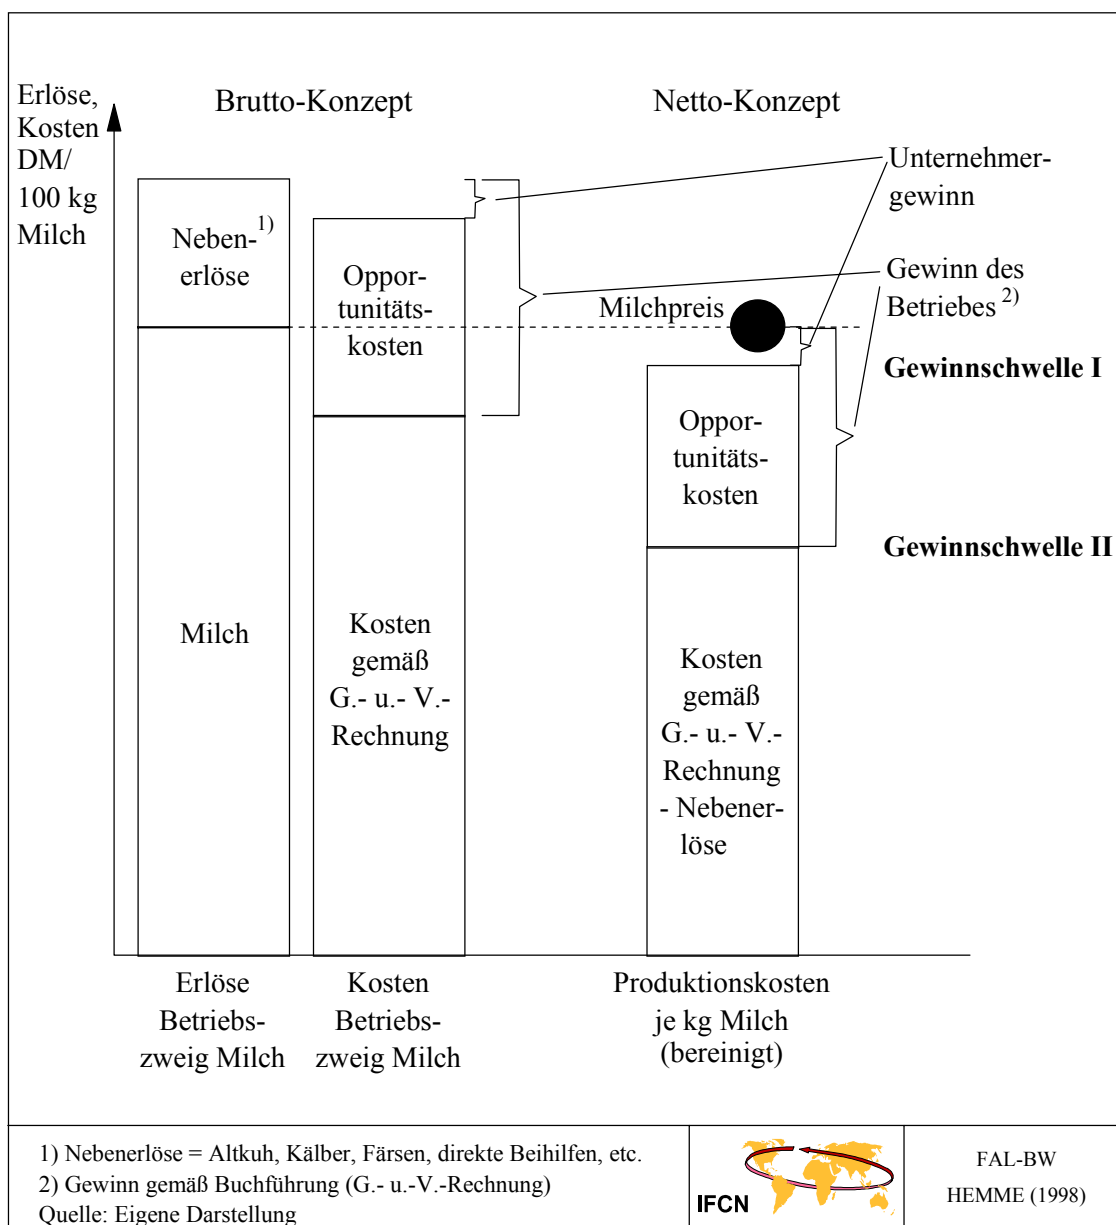 Erlöse,
Kosten
DM/
100 kg
Milch
Brutto-Konzept
Netto-Konzept
Neben-1)
erlöse
Milch
Oppor-
tunitäts-
kosten
Kosten
gemäß
G.- u.- V.-
Rechnung
Milchpreis
Oppor-
tunitäts-
kosten
Kosten
gemäß
G.- u.- V.-
Rechnung
- Nebener-
löse
Unternehmer-
gewinn
Gewinn des
Betriebes 2)
Gewinnschwelle I
Gewinnschwelle II
Erlöse
Betriebs-
zweig Milch
Kosten
Betriebs-
zweig Milch
Produktionskosten
je kg Milch
(bereinigt)
1) Nebenerlöse = Altkuh, Kälber, Färsen, direkte Beihilfen, etc.
2) Gewinn gemäß Buchführung (G.- u.-V.-Rechnung)
Quelle: Eigene Darstellung
IFCN
FAL-BW
HEMME (1998)